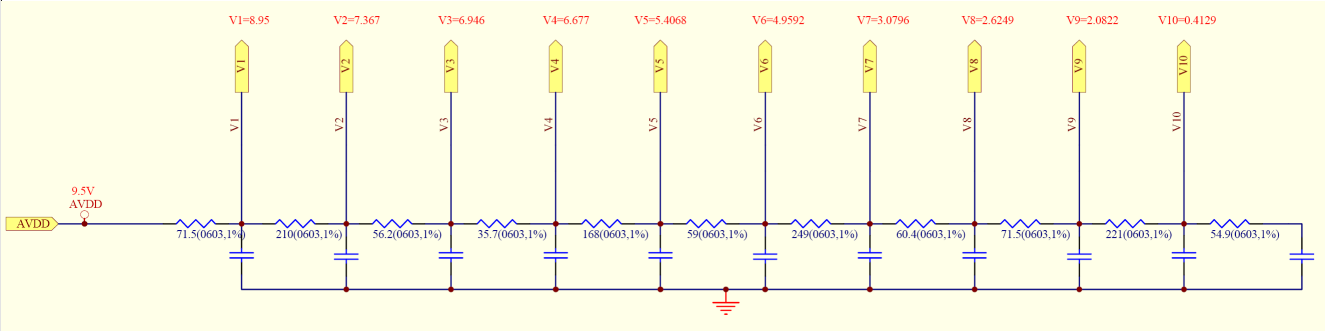 V1=8.95 V2=7.367 V3=6.946 V4=6.677 V5=5.4068 V6=4.9592 V7=3.0796 V8=2.6249 V9=2.0822 V10=0.4129
V1 V2 V3 V4 V5 V6 V7 V8 V9 V10
V1 V2 V3 V4 V5 V6 V7 V8 V9 V10
9.5V
AVDD
AVDD
71.5(0603,1%) 210(0603,1%) 56.2(0603,1%) 35.7(0603,1%) 168(0603,1%) 59(0603,1%) 249(0603,1%) 60.4(0603,1%) 71.5(0603,1%) 221(0603,1%) 54.9(0603,1%)